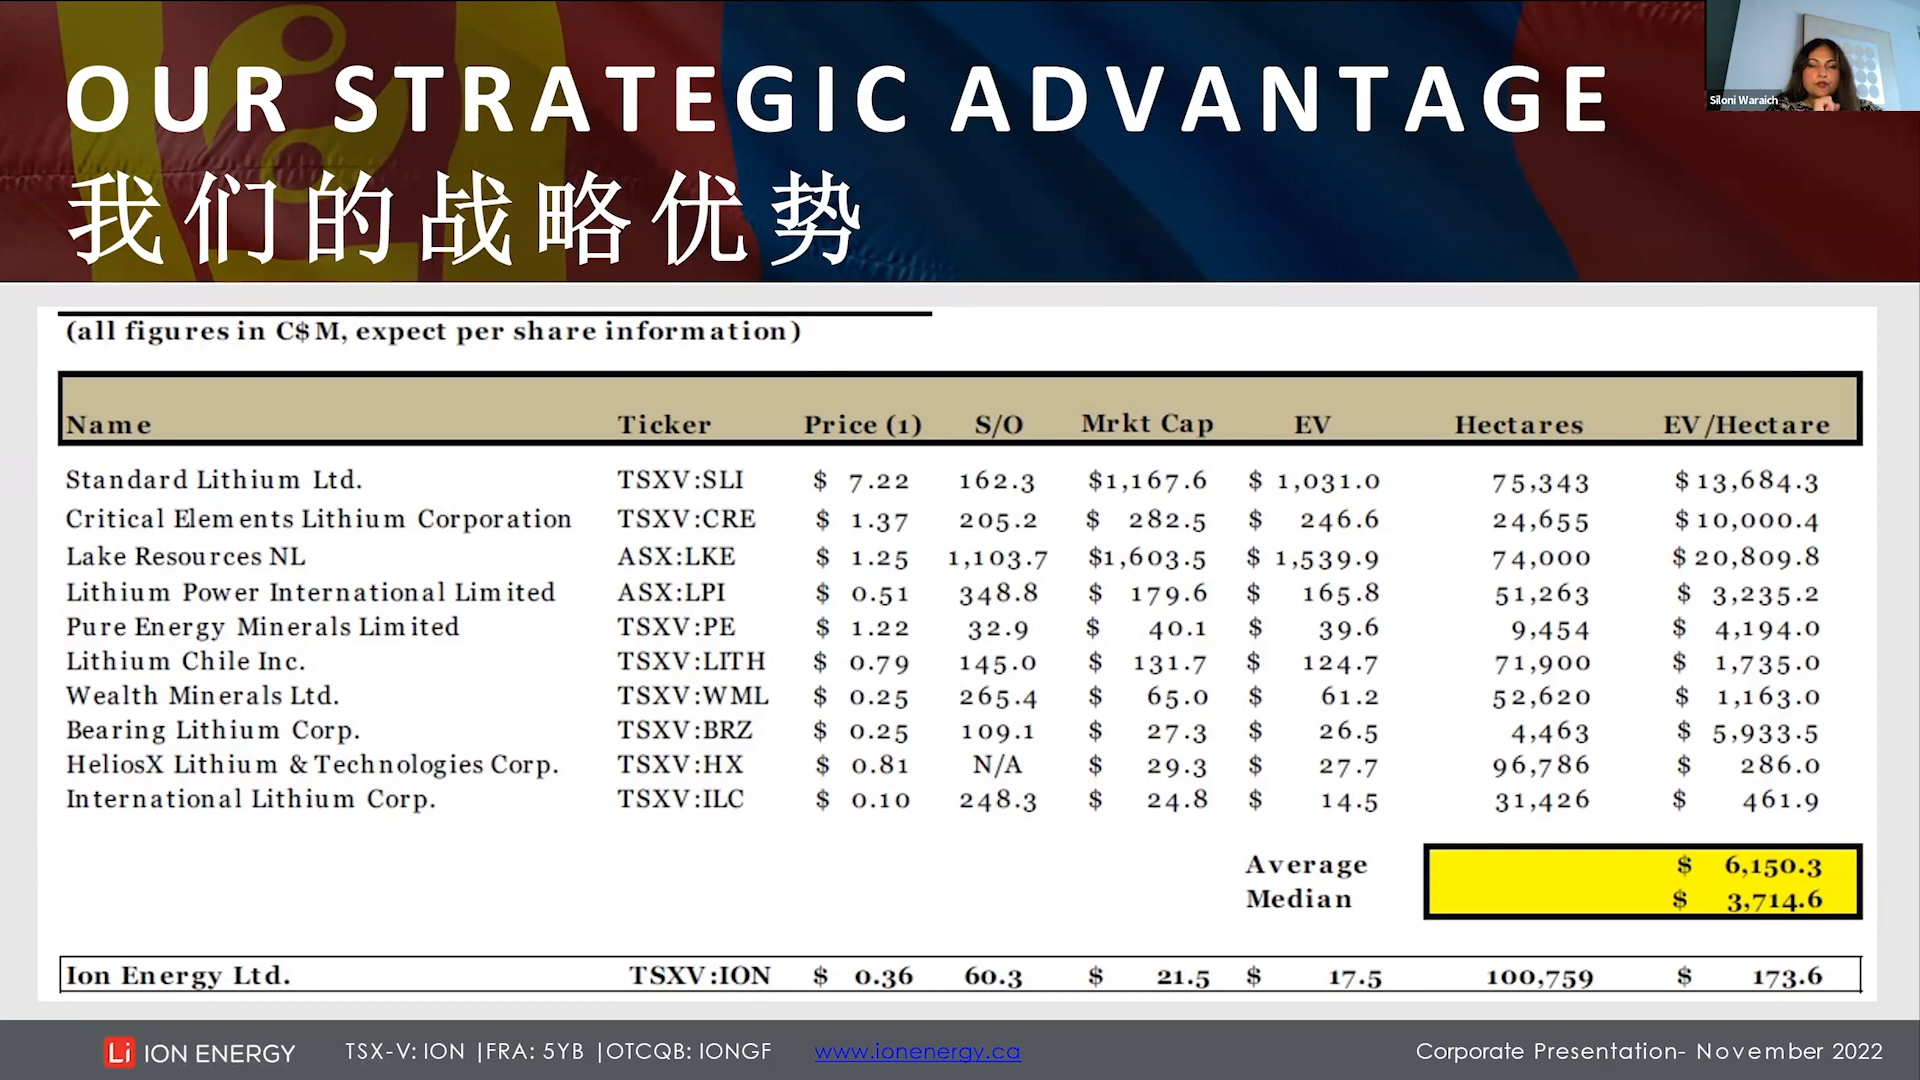 OUR STRATEGIC ADVANTAGE
我们的战略优势
Siloni Waraich
(all figures in C$M, expect per share information)
Name Ticker Price (1) S/O Mrkt Cap EV Hectares EV/Hectare
Standard Lithium Ltd. TSXV:SLI $ 7.22 162.3 $1,167.6 $ 1,031.0 75,343 $13,684.3
Critical Elements Lithium Corporation TSXV:CRE $ 1.37 205.2 $ 282.5 $ 246.6 24,655 $10,000.4
Lake Resources NL ASX:LKE $ 1.25 1,103.7 $1,603.5 $ 1,539.9 74,000 $20,809.8
Lithium Power International Limited ASX:LPI $ 0.51 348.8 $ 179.6 $ 165.8 51,263 $ 3,235.2
Pure Energy Minerals Limited TSXV:PE $ 1.22 32.9 $ 40.1 $ 39.6 9,454 $ 4,194.0
Lithium Chile Inc. TSXV:LITH $ 0.79 145.0 $ 131.7 $ 124.7 71,900 $ 1,735.0
Wealth Minerals Ltd. TSXV:WML $ 0.25 265.4 $ 65.0 $ 61.2 52,620 $ 1,163.0
Bearing Lithium Corp. TSXV:BRZ $ 0.25 109.1 $ 27.3 $ 26.5 4,463 $ 5,933.5
HeliosX Lithium & Technologies Corp. TSXV:HX $ 0.81 N/A $ 29.3 $ 27.7 96,786 $ 286.0
International Lithium Corp. TSXV:ILC $ 0.10 248.3 $ 24.8 $ 14.5 31,426 $ 461.9
Average $ 6,150.3
Median $ 3,714.6
Ion Energy Ltd. TSXV:ION $ 0.36 60.3 $ 21.5 $ 17.5 100,759 $ 173.6
Li ION ENERGY TSX-V: ION |FRA: 5YB |OTCQB: IONGF www.ionenergy.ca Corporate Presentation- November 2022